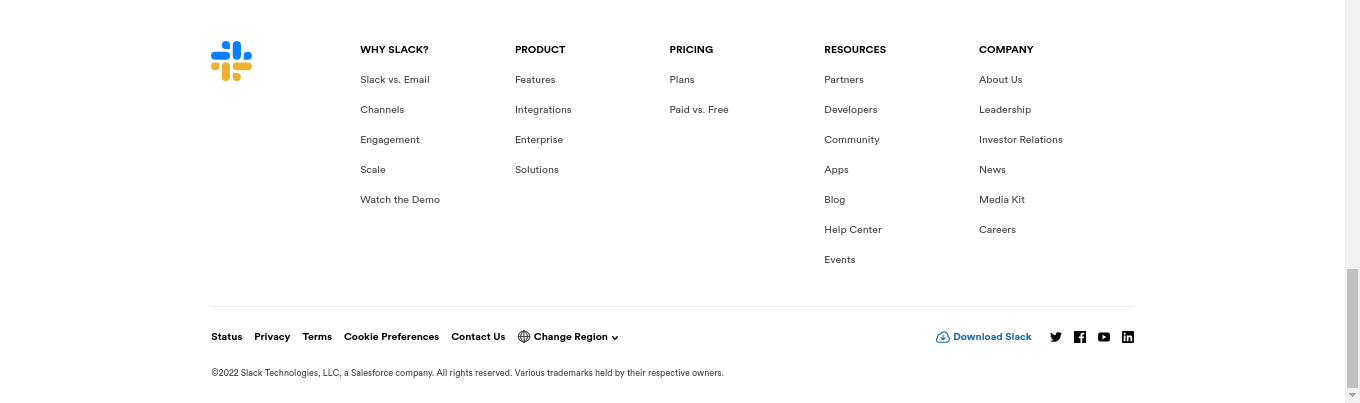 WHY SLACK?
Slack vs. Email
Channels
Engagement
Scale
Watch the Demo
PRODUCT
Features
Integrations
Enterprise
Solutions
PRICING
Plans
Paid vs. Free
RESOURCES
Partners
Developers
Community
Apps
Blog
Help Center
Events
COMPANY
About Us
Leadership
Investor Relations
News
Media Kit
Careers
Status Privacy Terms Cookie Preferences Contact Us Change Region Download Slack
©2022 Slack Technologies, LLC, a Salesforce company. All rights reserved. Various trademarks held by their respective owners.